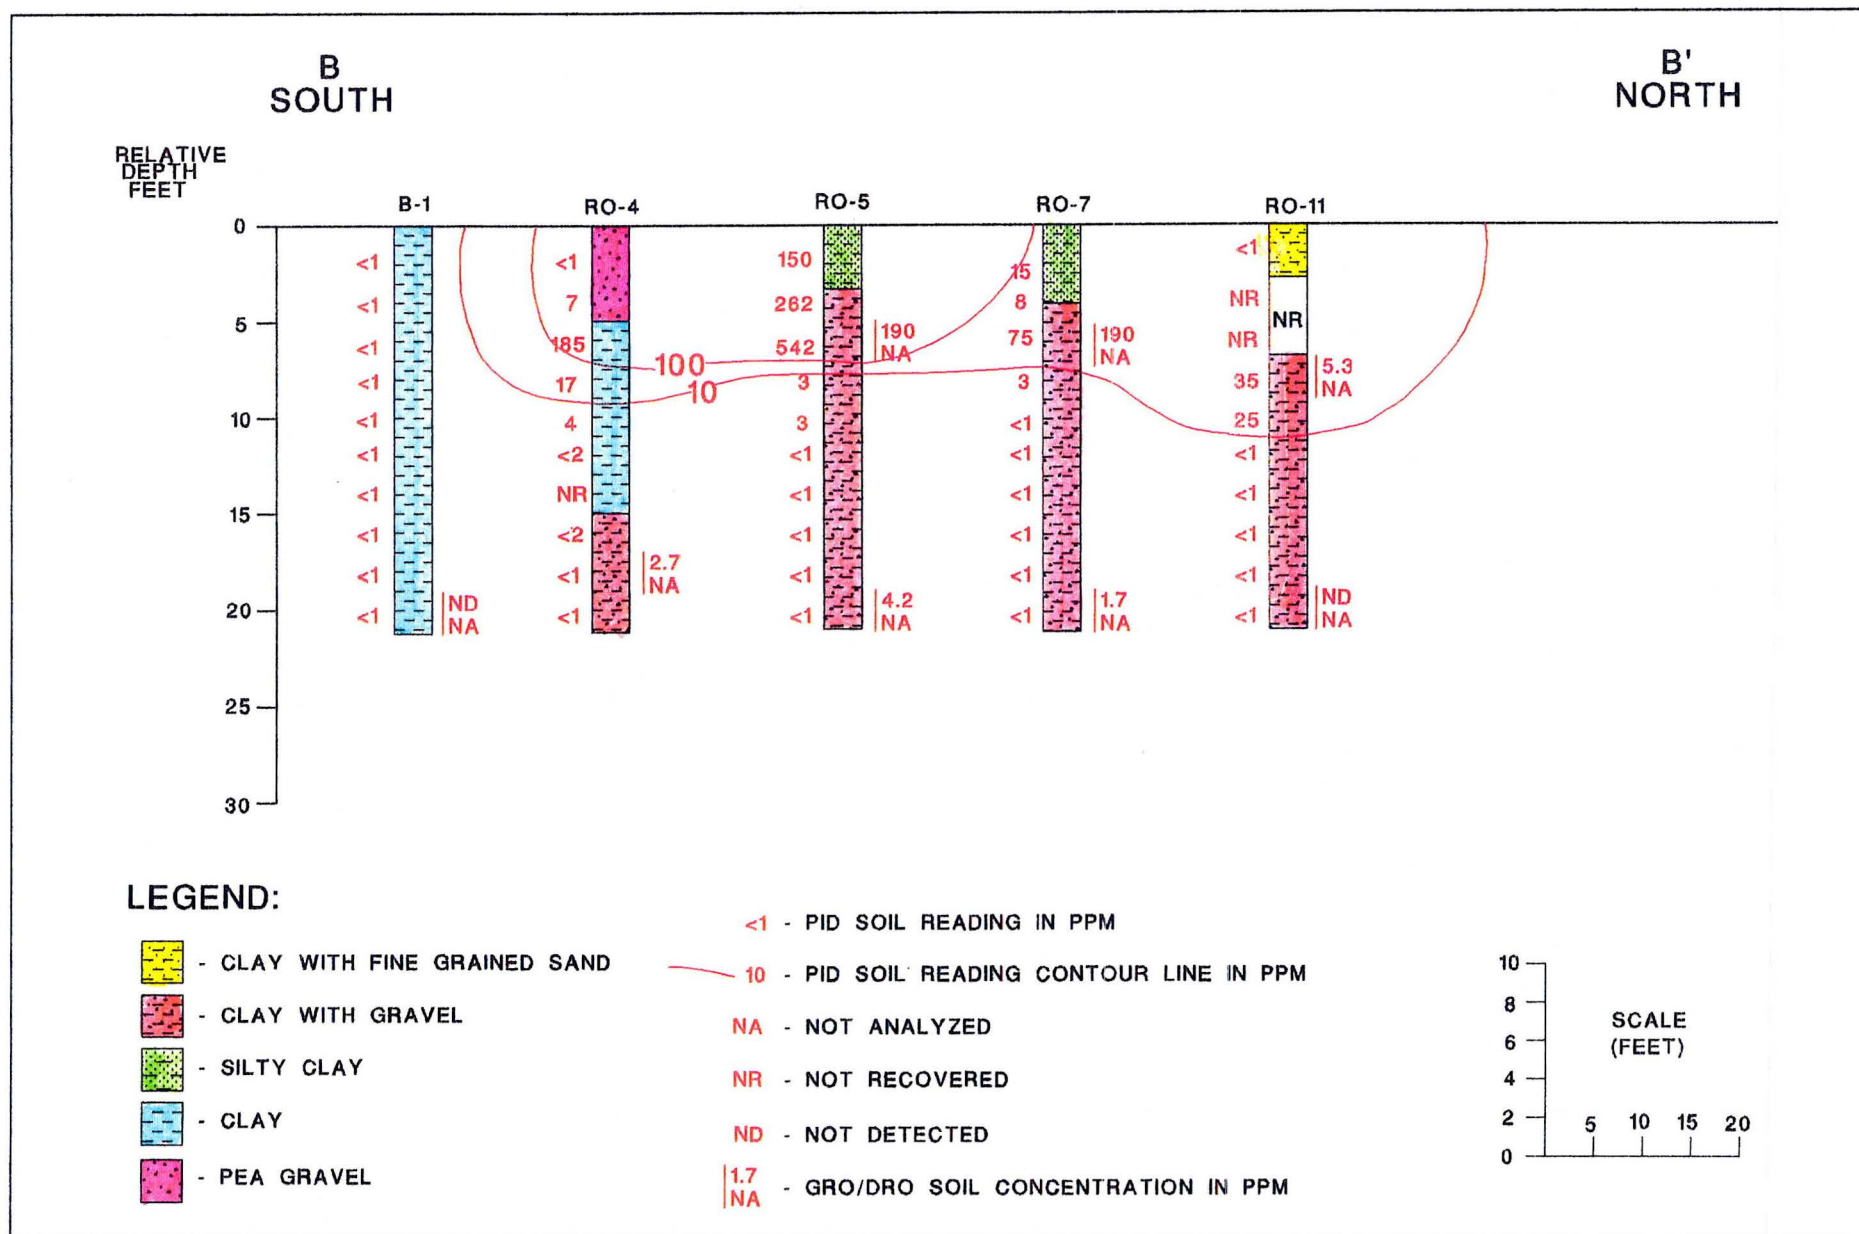 B
SOUTH
B'
NORTH
RELATIVE
DEPTH
FEET
B-1
RO-4
RO-5
RO-7
RO-11
0
5
10
15
20
25
30
<1
<1
<1
<1
<1
<1
<1
<1
<1
<1
ND
NA
<1
7
185
17
4
<2
NR
<2
<1
<1
2.7
NA
100
10
150
262
542
3
3
<1
<1
<1
<1
<1
190
NA
4.2
NA
15
8
75
3
<1
<1
<1
<1
<1
<1
190
NA
1.7
NA
<1
NR
NR
35
25
<1
<1
<1
<1
<1
NR
5.3
NA
ND
NA
LEGEND:
- CLAY WITH FINE GRAINED SAND
- CLAY WITH GRAVEL
- SILTY CLAY
- CLAY
- PEA GRAVEL
<1 - PID SOIL READING IN PPM
10 - PID SOIL READING CONTOUR LINE IN PPM
NA - NOT ANALYZED
NR - NOT RECOVERED
ND - NOT DETECTED
1.7
NA - GRO/DRO SOIL CONCENTRATION IN PPM
10
8
6
4
2
0
5 10 15 20
SCALE
(FEET)